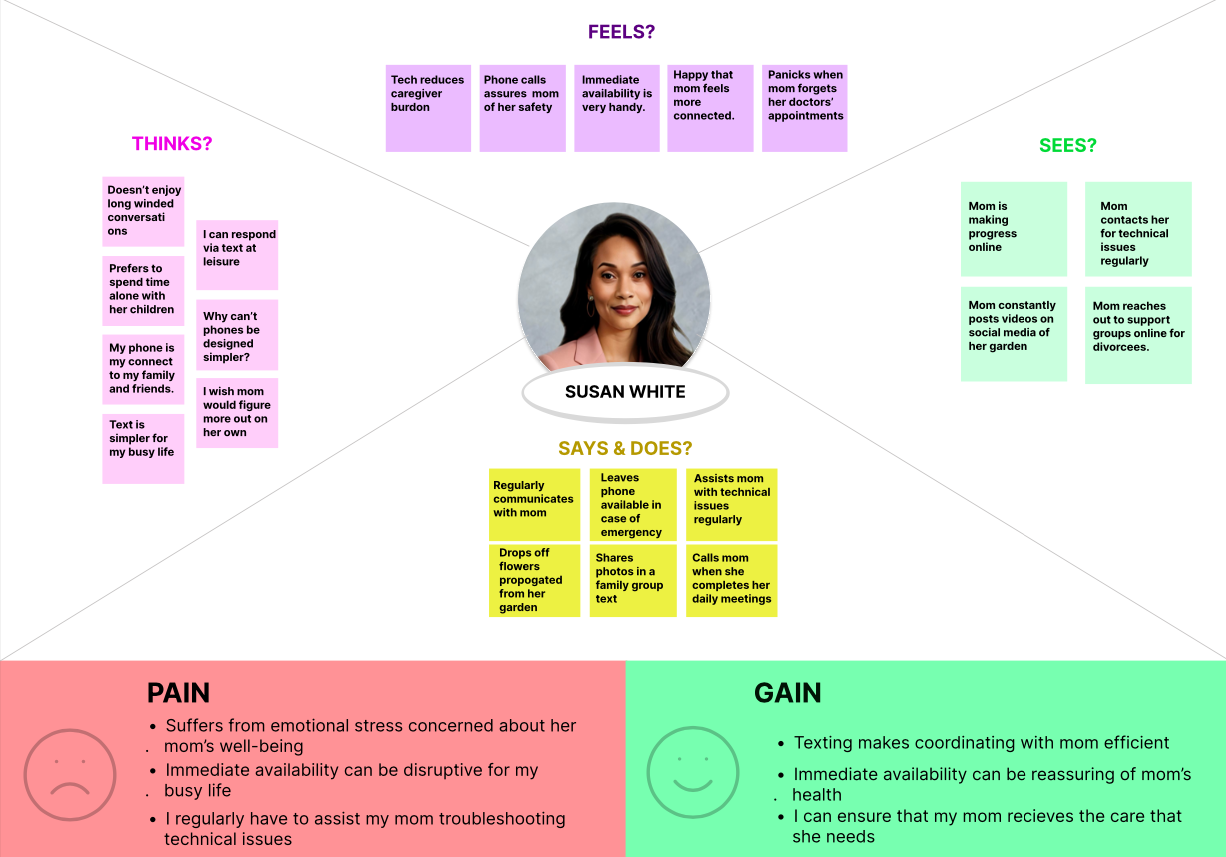 FEELS?
Tech reduces
caregiver
burdon
Phone calls
assures mom
of her safety
Immediate
availability is
very handy.
Happy that
mom feels
more
connected.
Panicks when
mom forgets
her doctors’
appointments
THINKS?
Doesn’t enjoy
long winded
conversati
ons
Prefers to
spend time
alone with
her children
My phone is
my connect
to my family
and friends.
Text is
simpler for
my busy life
I can respond
via text at
leisure
Why can’t
phones be
designed
simpler?
I wish mom
would figure
more out on
her own
SEES?
Mom is
making
progress
online
Mom
contacts her
for technical
issues
regularly
Mom constantly
posts videos on
social media of
her garden
Mom reaches
out to support
groups online for
divorcees.
SUSAN WHITE
SAYS & DOES?
Regularly
communicates
with mom
Leaves
phone
available in
case of
emergency
Assists mom
with technical
issues
regularly
Drops off
flowers
propogated
from her
garden
Shares
photos in a
family group
text
Calls mom
when she
completes her
daily meetings
PAIN
• Suffers from emotional stress concerned about her
. mom’s well-being
• Immediate availability can be disruptive for my
. busy life
• I regularly have to assist my mom troubleshooting
technical issues
GAIN
• Texting makes coordinating with mom efficient
• Immediate availability can be reassuring of mom’s
. health
• I can ensure that my mom recieves the care that
she needs